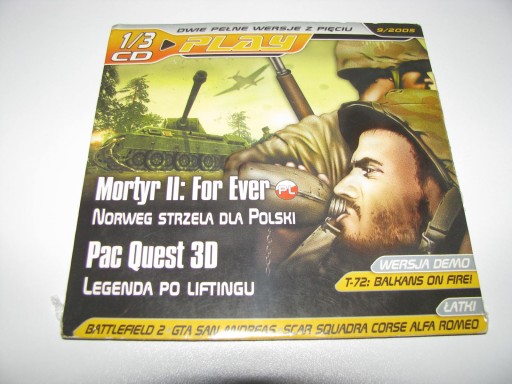 DWIE PEŁNE WERSJE Z PIĘCIU
1/3
CD
PLAY
9/2005
Mortyr II: For Ever
PL
NORWEG STRZELA DLA POLSKI
Pac Quest 3D
LEGENDA PO LIFTINGU
WERSJA DEMO
T-72: BALKANS ON FIRE!
ŁATKI
BATTLEFIELD 2 GTA SAN ANDREAS SCAR SQUADRA CORSE ALFA ROMEO